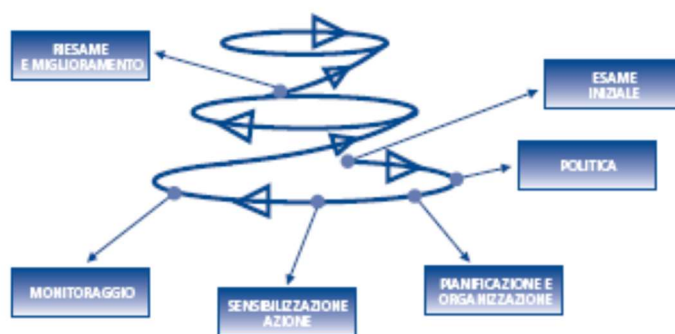 RIESAME
E MIGLIORAMENTO
ESAME
INIZIALE
POLITICA
PIANIFICAZIONE E
ORGANIZZAZIONE
SENSIBILIZZAZIONE
AZIONE
MONITORAGGIO